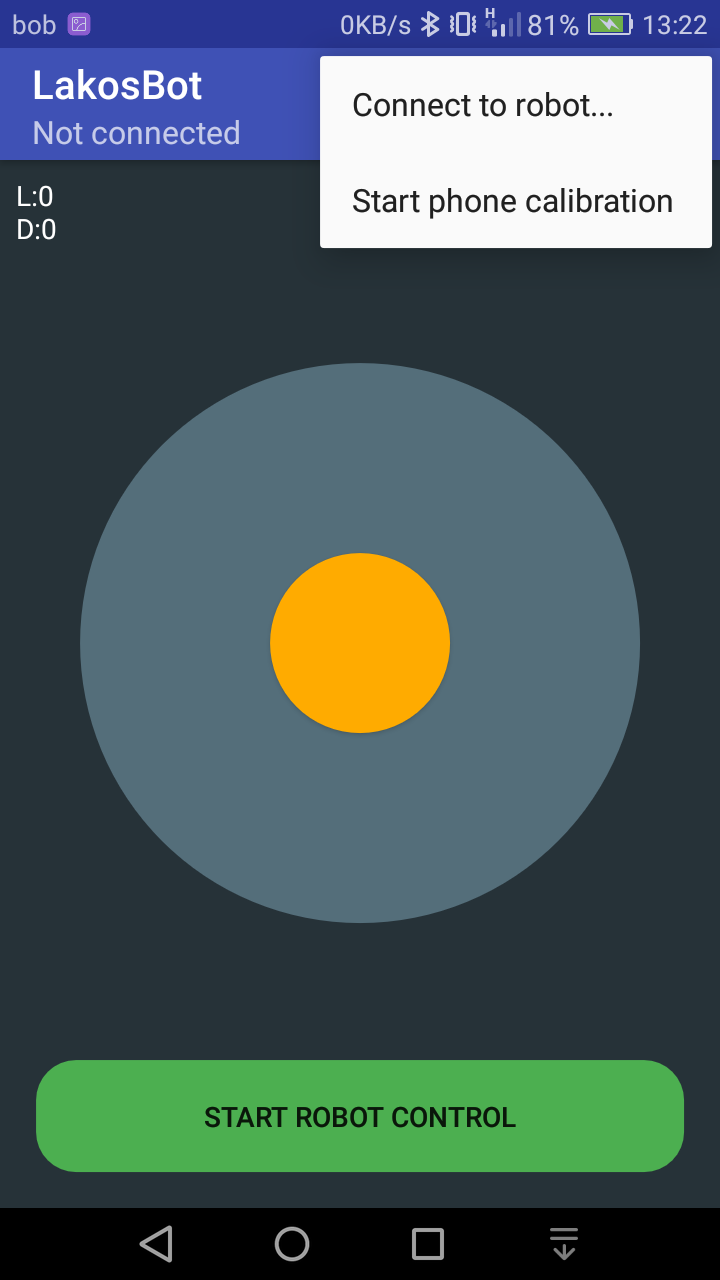 bob 0KB/s H 81% 13:22
LakosBot
Not connected
Connect to robot...
Start phone calibration
L:0
D:0
START ROBOT CONTROL